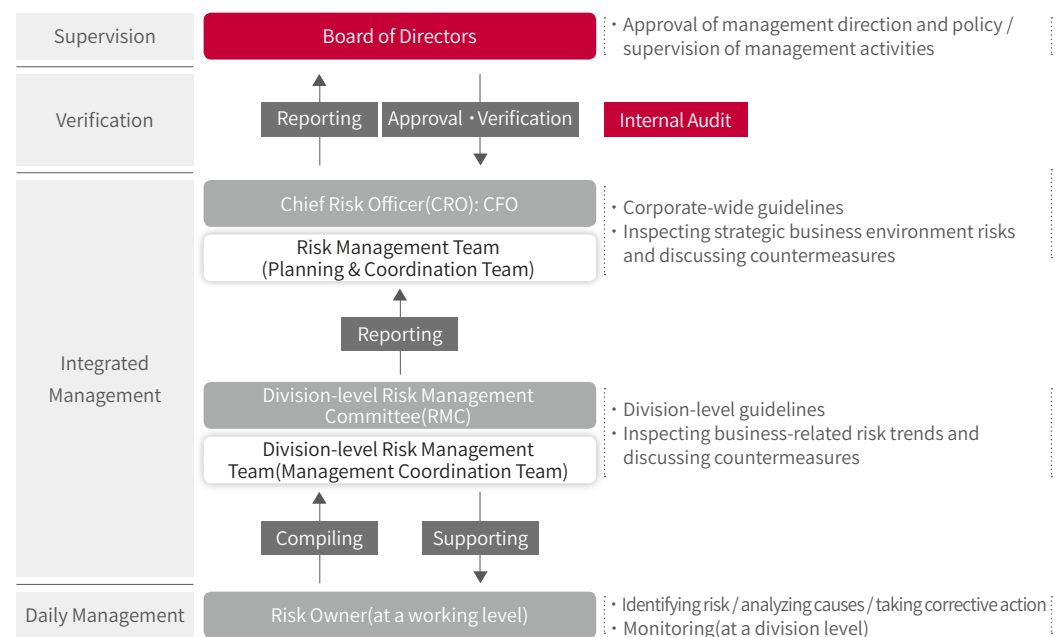 Supervision
Board of Directors
· Approval of management direction and policy /
supervision of management activities
Verification
Reporting
Approval · Verification
Internal Audit
Integrated
Management
Chief Risk Officer(CRO): CFO
Risk Management Team
(Planning & Coordination Team)
· Corporate-wide guidelines
· Inspecting strategic business environment risks
and discussing countermeasures
Reporting
Division-level Risk Management
Committee(RMC)
Division-level Risk Management
Team(Management Coordination Team)
· Division-level guidelines
· Inspecting business-related risk trends and
discussing countermeasures
Compiling
Supporting
Daily Management
Risk Owner(at a working level)
· Identifying risk / analyzing causes / taking corrective action
· Monitoring(at a division level)